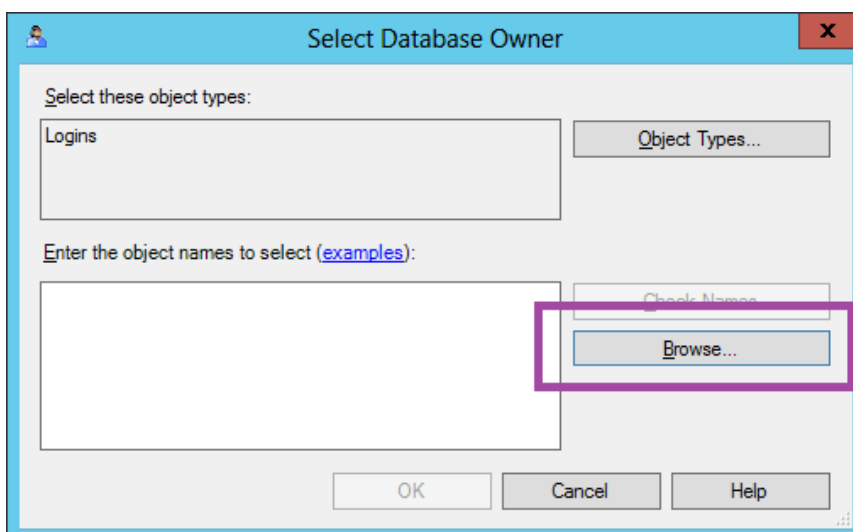 Select Database Owner
x
Select these object types:
Logins
Object Types...
Enter the object names to select (examples):
Check Names
Browse...
OK
Cancel
Help